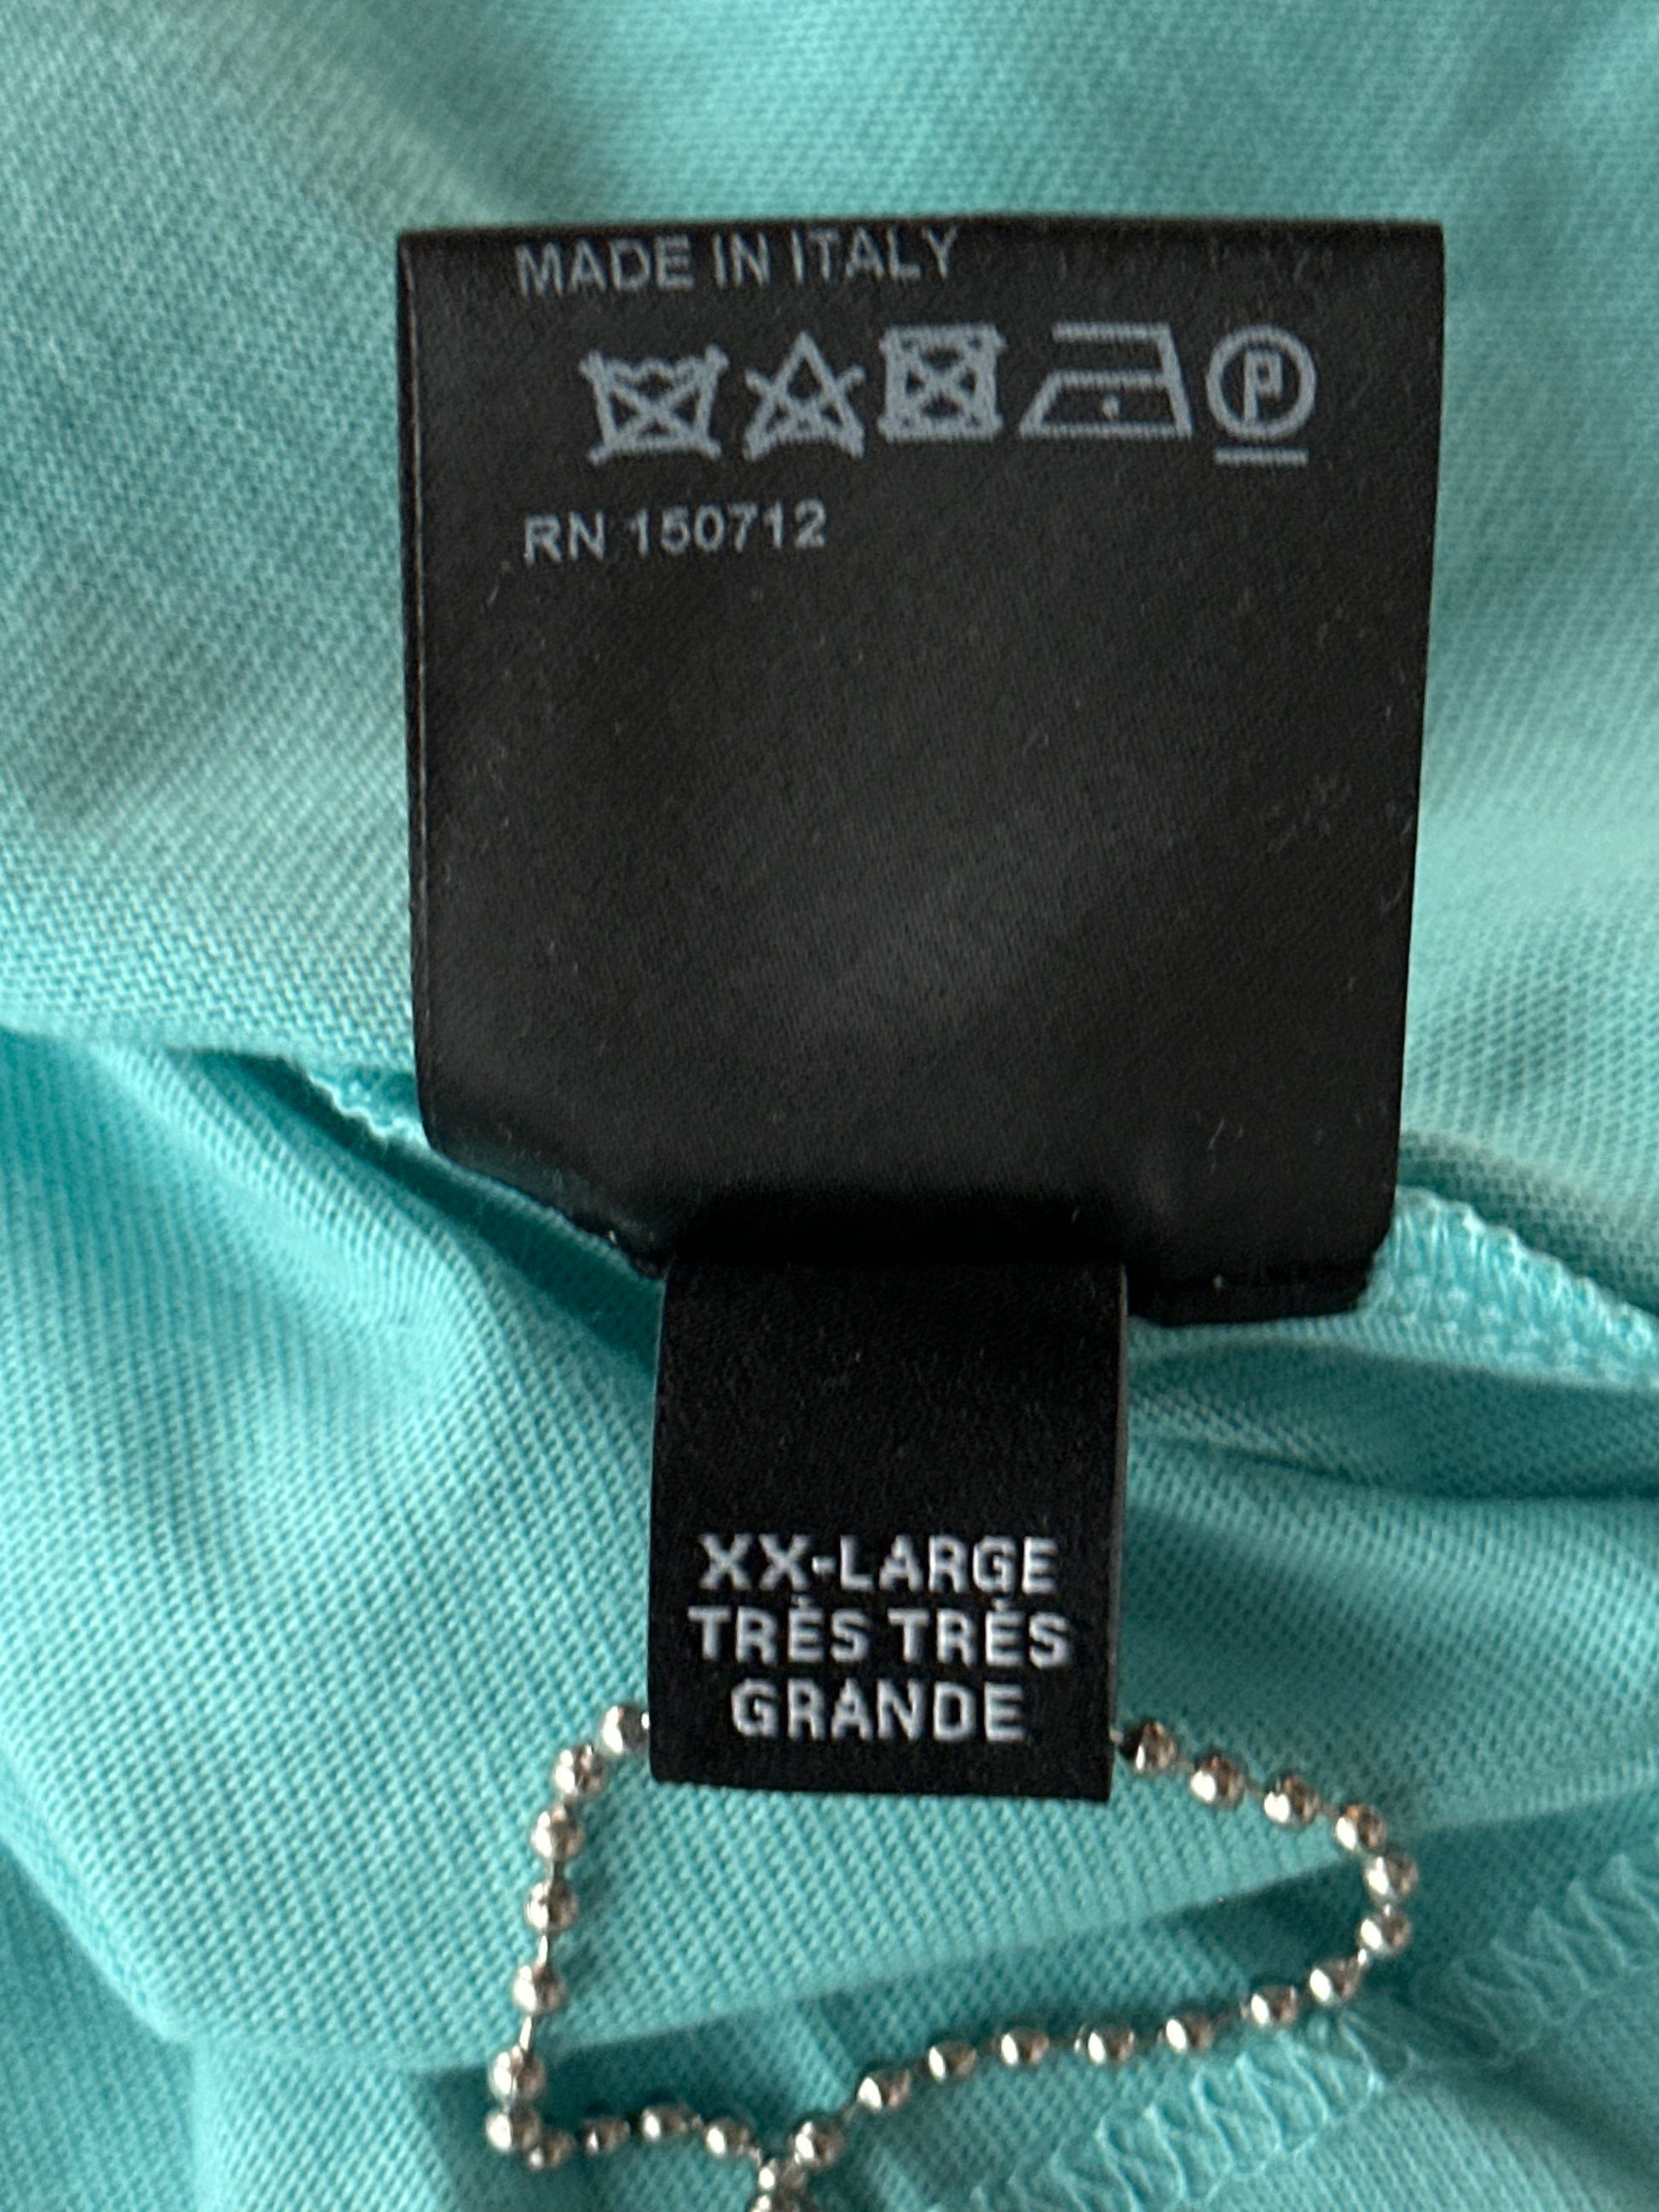 MADE IN ITALY
P
RN 150712
XX-LARGE
TRÈS TRÈS
GRANDE